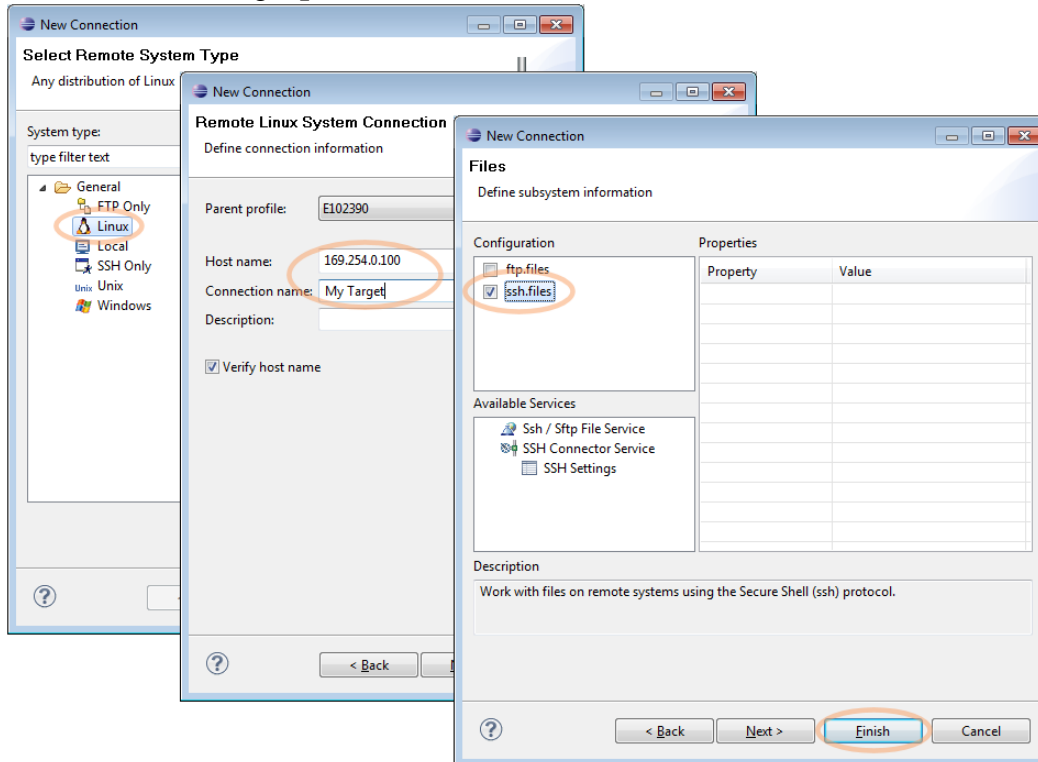 New Connection
Select Remote System Type
Any distribution of Linux
System type:
type filter text
General
FTP Only
Linux
Local
SSH Only
Unix Unix
Windows
New Connection
Remote Linux System Connection
Define connection information
Parent profile: E102390
Host name: 169.254.0.100
Connection name: My Target
Description:
Verify host name
< Back
New Connection
Files
Define subsystem information
Configuration
ftp.files
ssh.files
Available Services
Ssh / Sftp File Service
SSH Connector Service
SSH Settings
Properties
Property Value
Description
Work with files on remote systems using the Secure Shell (ssh) protocol.
< Back Next > Finish Cancel